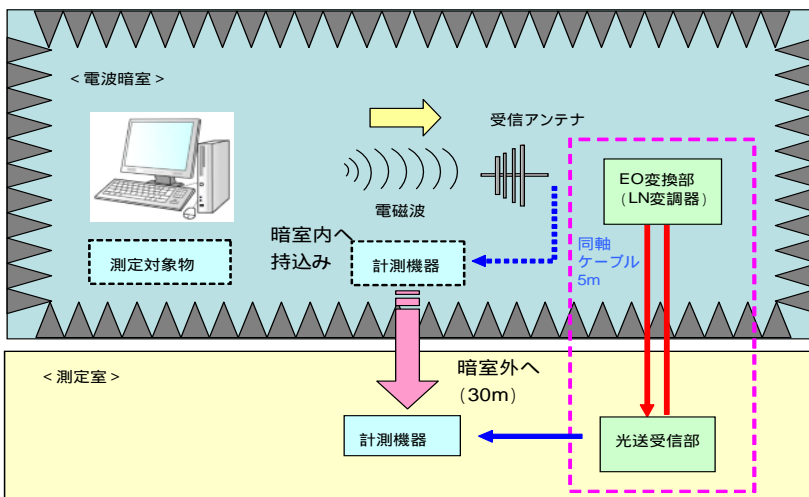 ＜電波暗室＞
受信アンテナ
EO変換部
(LN変調器)
電磁波
暗室内へ
持込み
測定対象物
計測機器
同軸
ケーブル
5m
＜測定室＞
暗室外へ
(30m)
計測機器
光送受信部